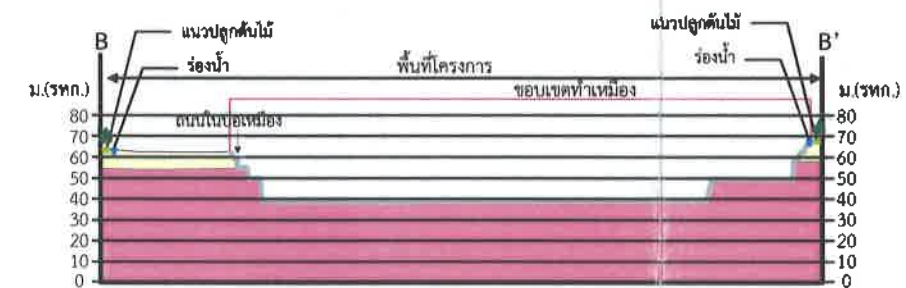 แนวปลูกต้นไม้ แนวปลูกต้นไม้
B B'
ร่องน้ำ พื้นที่โครงการ ร่องน้ำ
ม.(รทก.) ขอบเขตทำเหมือง ม.(รทก.)
80 80
ถนนในบ่อเหมือง
70 70
60 60
50 50
40 40
30 30
20 20
10 10
0 0